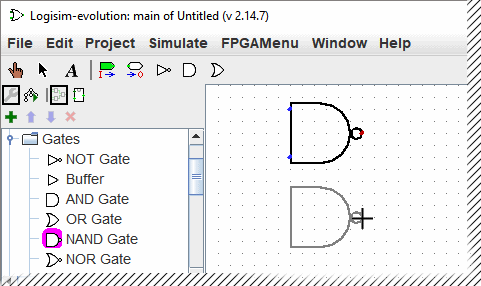 Logisim-evolution: main of Untitled (v 2.14.7)
File Edit Project Simulate FPGAMenu Window Help
A
Gates
NOT Gate
Buffer
AND Gate
OR Gate
NAND Gate
NOR Gate